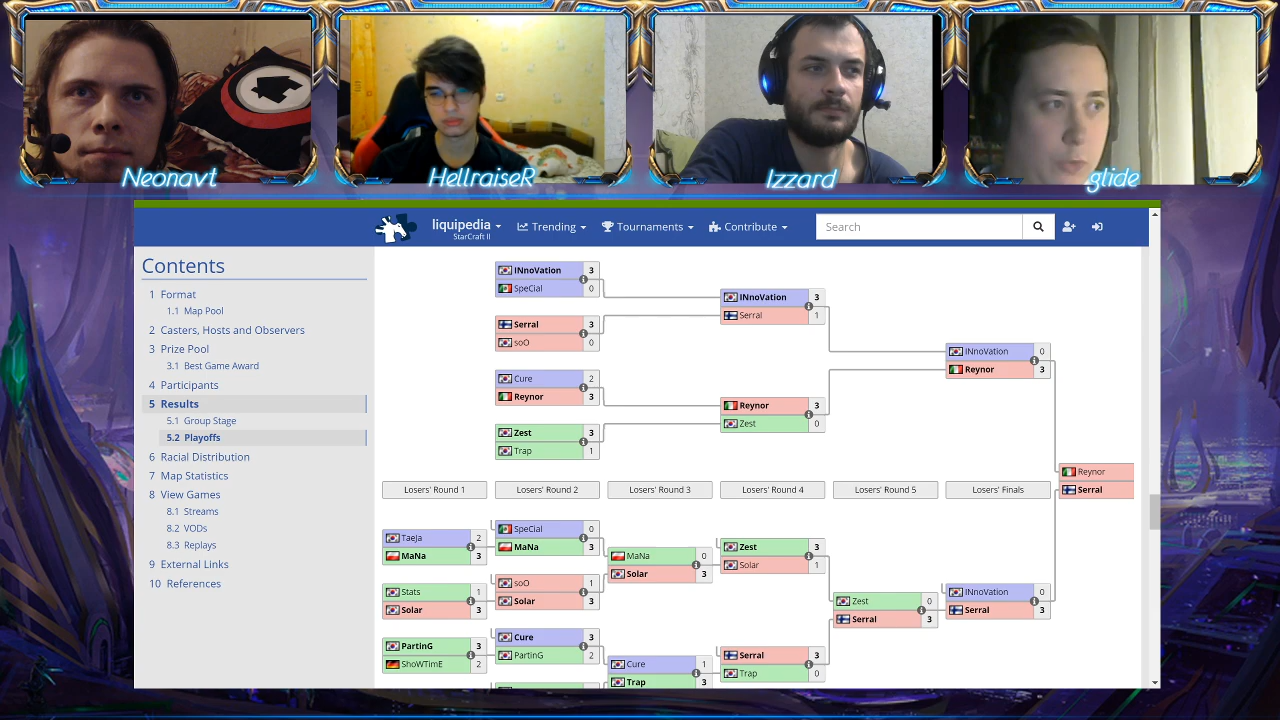 Neonavt
HellraiseR
Izzard
glide
liquipedia
StarCraft II
Trending
Tournaments
Contribute
Search
Contents
1 Format
1.1 Map Pool
2 Casters, Hosts and Observers
3 Prize Pool
3.1 Best Game Award
4 Participants
5 Results
5.1 Group Stage
5.2 Playoffs
6 Racial Distribution
7 Map Statistics
8 View Games
8.1 Streams
8.2 VODs
8.3 Replays
9 External Links
10 References
INnoVation 3
SpeCial 0
Serral 3
soO 0
Cure 2
Reynor 3
Zest 3
Trap 1
INnoVation 3
Serral 1
Reynor 3
Zest 0
INnoVation 0
Reynor 3
Reynor
Serral
Losers' Round 1
Losers' Round 2
Losers' Round 3
Losers' Round 4
Losers' Round 5
Losers' Finals
TaeJa 2
MaNa 3
Stats 1
Solar 3
PartinG 3
ShoWTimE 2
SpeCial 0
MaNa 3
soO 1
Solar 3
Cure 3
PartinG 2
MaNa 0
Solar 3
Cure 1
Trap 3
Zest 3
Solar 1
Serral 3
Trap 0
Zest 0
Serral 3
INnoVation 0
Serral 3